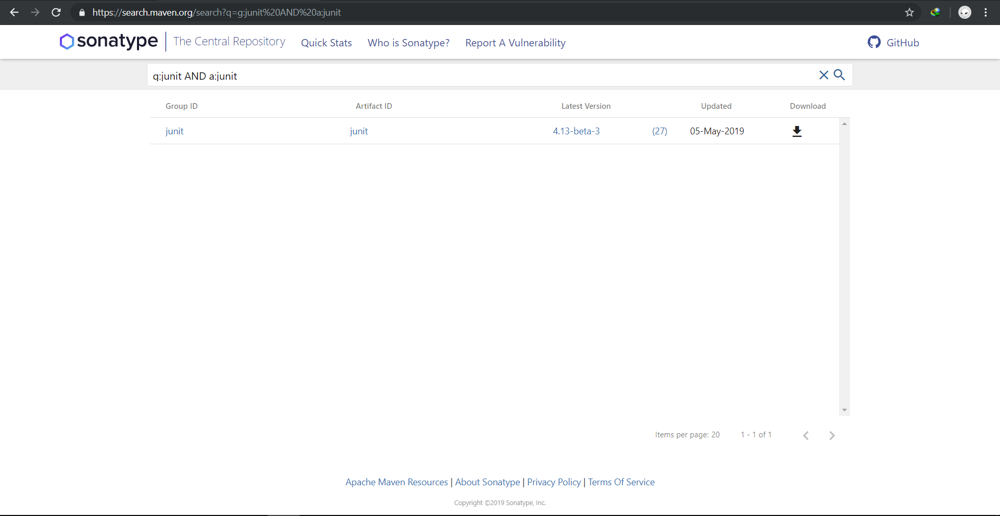 https://search.maven.org/search?q=g:junit%20AND%20a:junit
sonatype | The Central Repository Quick Stats Who is Sonatype? Report A Vulnerability GitHub
g:junit AND a:junit
Group ID Artifact ID Latest Version Updated Download
junit junit 4.13-beta-3 (27) 05-May-2019
Items per page: 20 1 - 1 of 1
Apache Maven Resources | About Sonatype | Privacy Policy | Terms Of Service
Copyright ©2019 Sonatype, Inc.